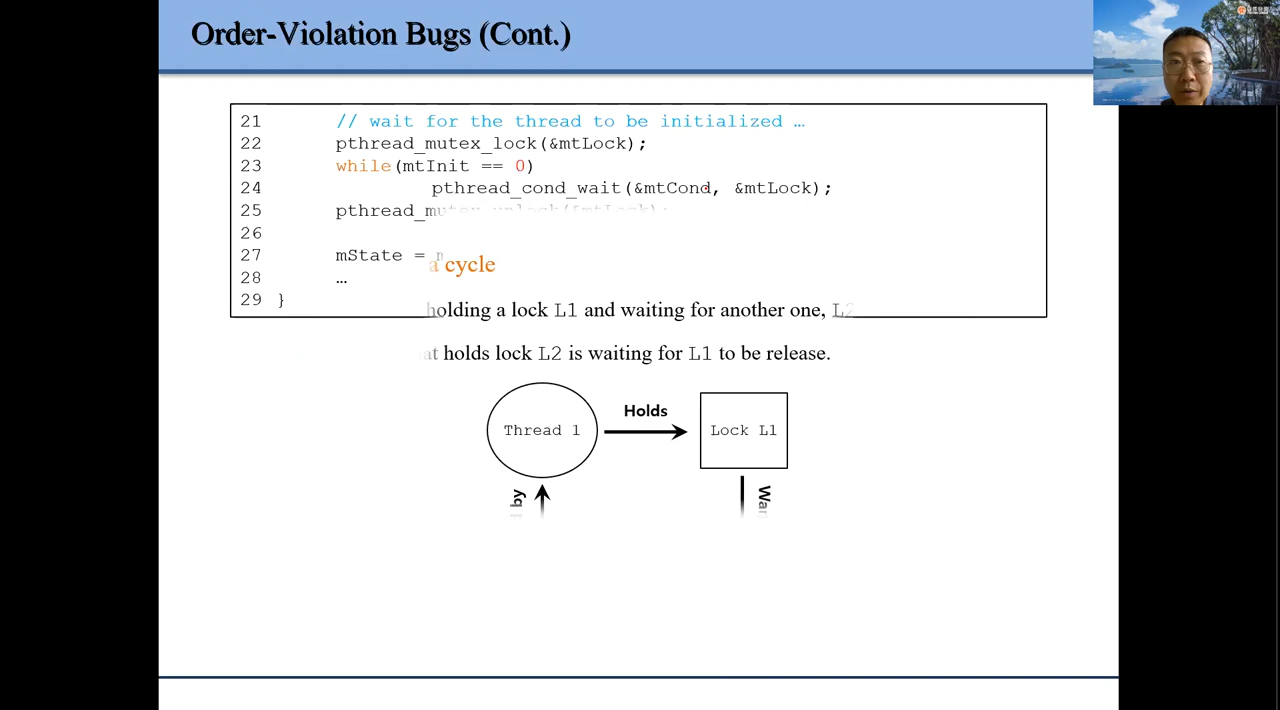 Order-Violation Bugs (Cont.)
21 // wait for the thread to be initialized …
22 pthread_mutex_lock(&mtLock);
23 while(mtInit == 0)
24 pthread_cond_wait(&mtCond, &mtLock);
25
26
27 mState =
28 …
29 }
a cycle
holding a lock L1 and waiting for another one, L2
holds lock L2 is waiting for L1 to be release.
Thread 1
Holds
Lock L1
by